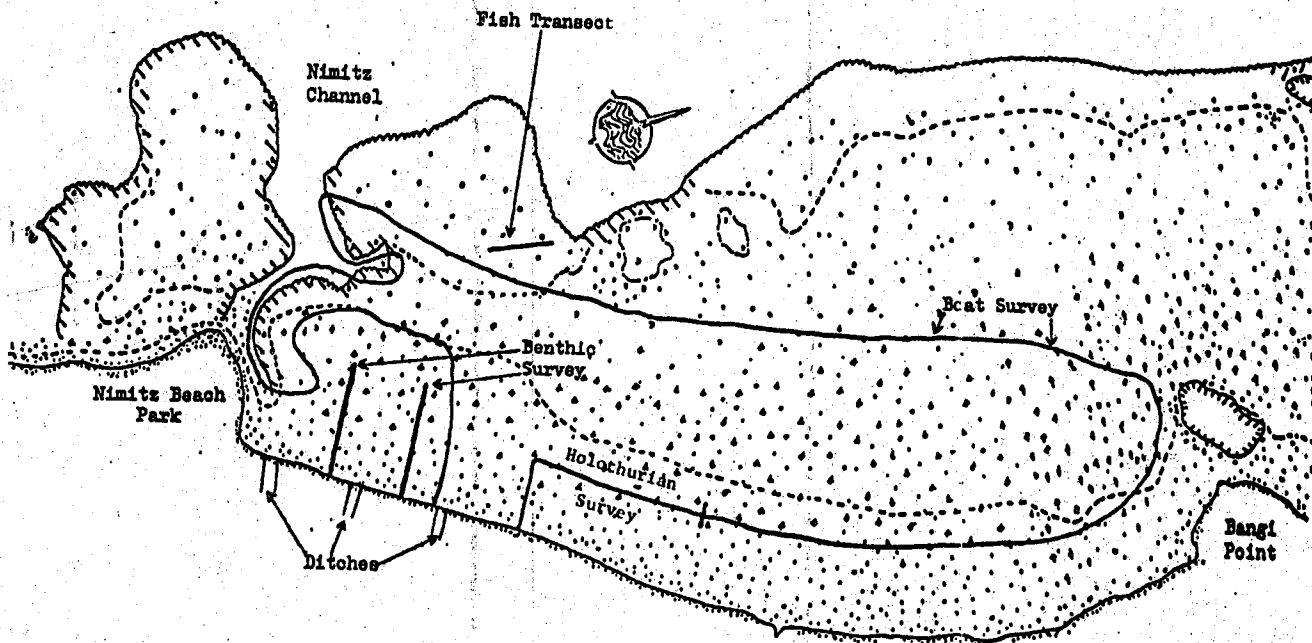 Fish Transect
Nimitz
Channel
Boat Survey
Benthic
Survey
Nimitz Beach
Park
Holothurian
Survey
Bangi
Point
Ditches